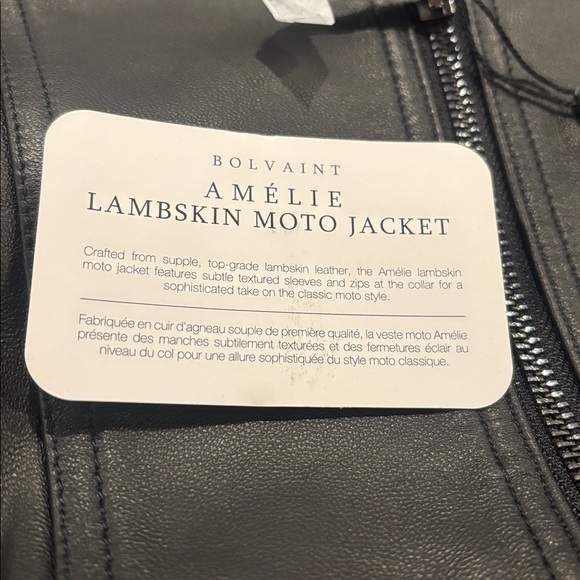 BOLVAINT
AMÉLIE
LAMBSKIN MOTO JACKET
Crafted from supple, top-grade lambskin leather, the Amélie lambskin
moto jacket features subtle textured sleeves and zips at the collar for a
sophisticated take on the classic moto style.
Fabriquée en cuir d'agneau souple de première qualité, la veste moto Amélie
présente des manches subtilement texturées et des fermetures éclair au
niveau du col pour une allure sophistiquée du style moto classique.